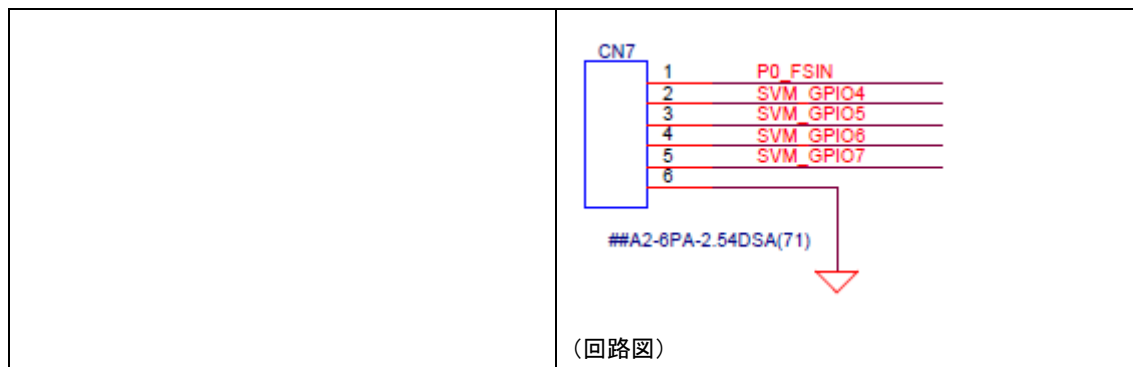 CN7
1 P0_FSIN
2 SVM_GPIO4
3 SVM_GPIO5
4 SVM_GPIO6
5 SVM_GPIO7
6
##A2-6PA-2.54DSA(71)
（回路図）